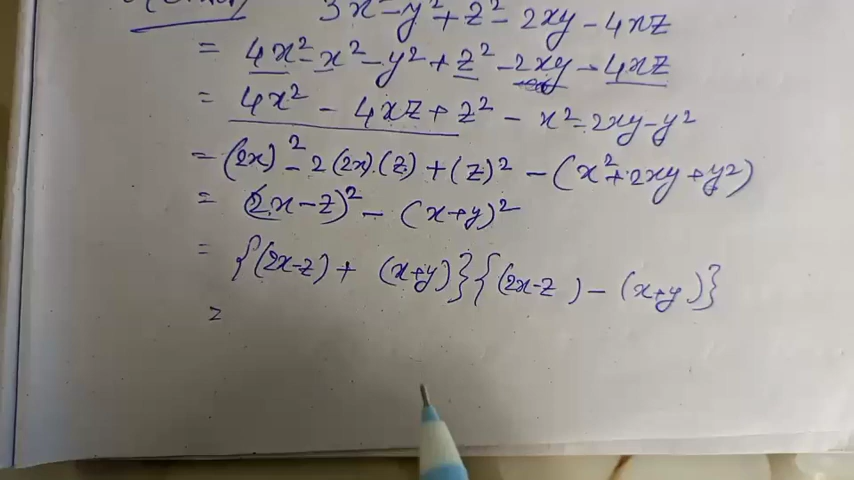 3x² - y² + z² - 2xy - 4xz
= 4x² - x² - y² + z² - 2xy - 4xz
= 4x² - 4xz + z² - x² - 2xy - y²
= (2x)² - 2(2x).(z) + (z)² - (x² + 2xy + y²)
= (2x - z)² - (x+y)²
= {(2x-z) + (x+y)}{(2x-z) - (x+y)}
=